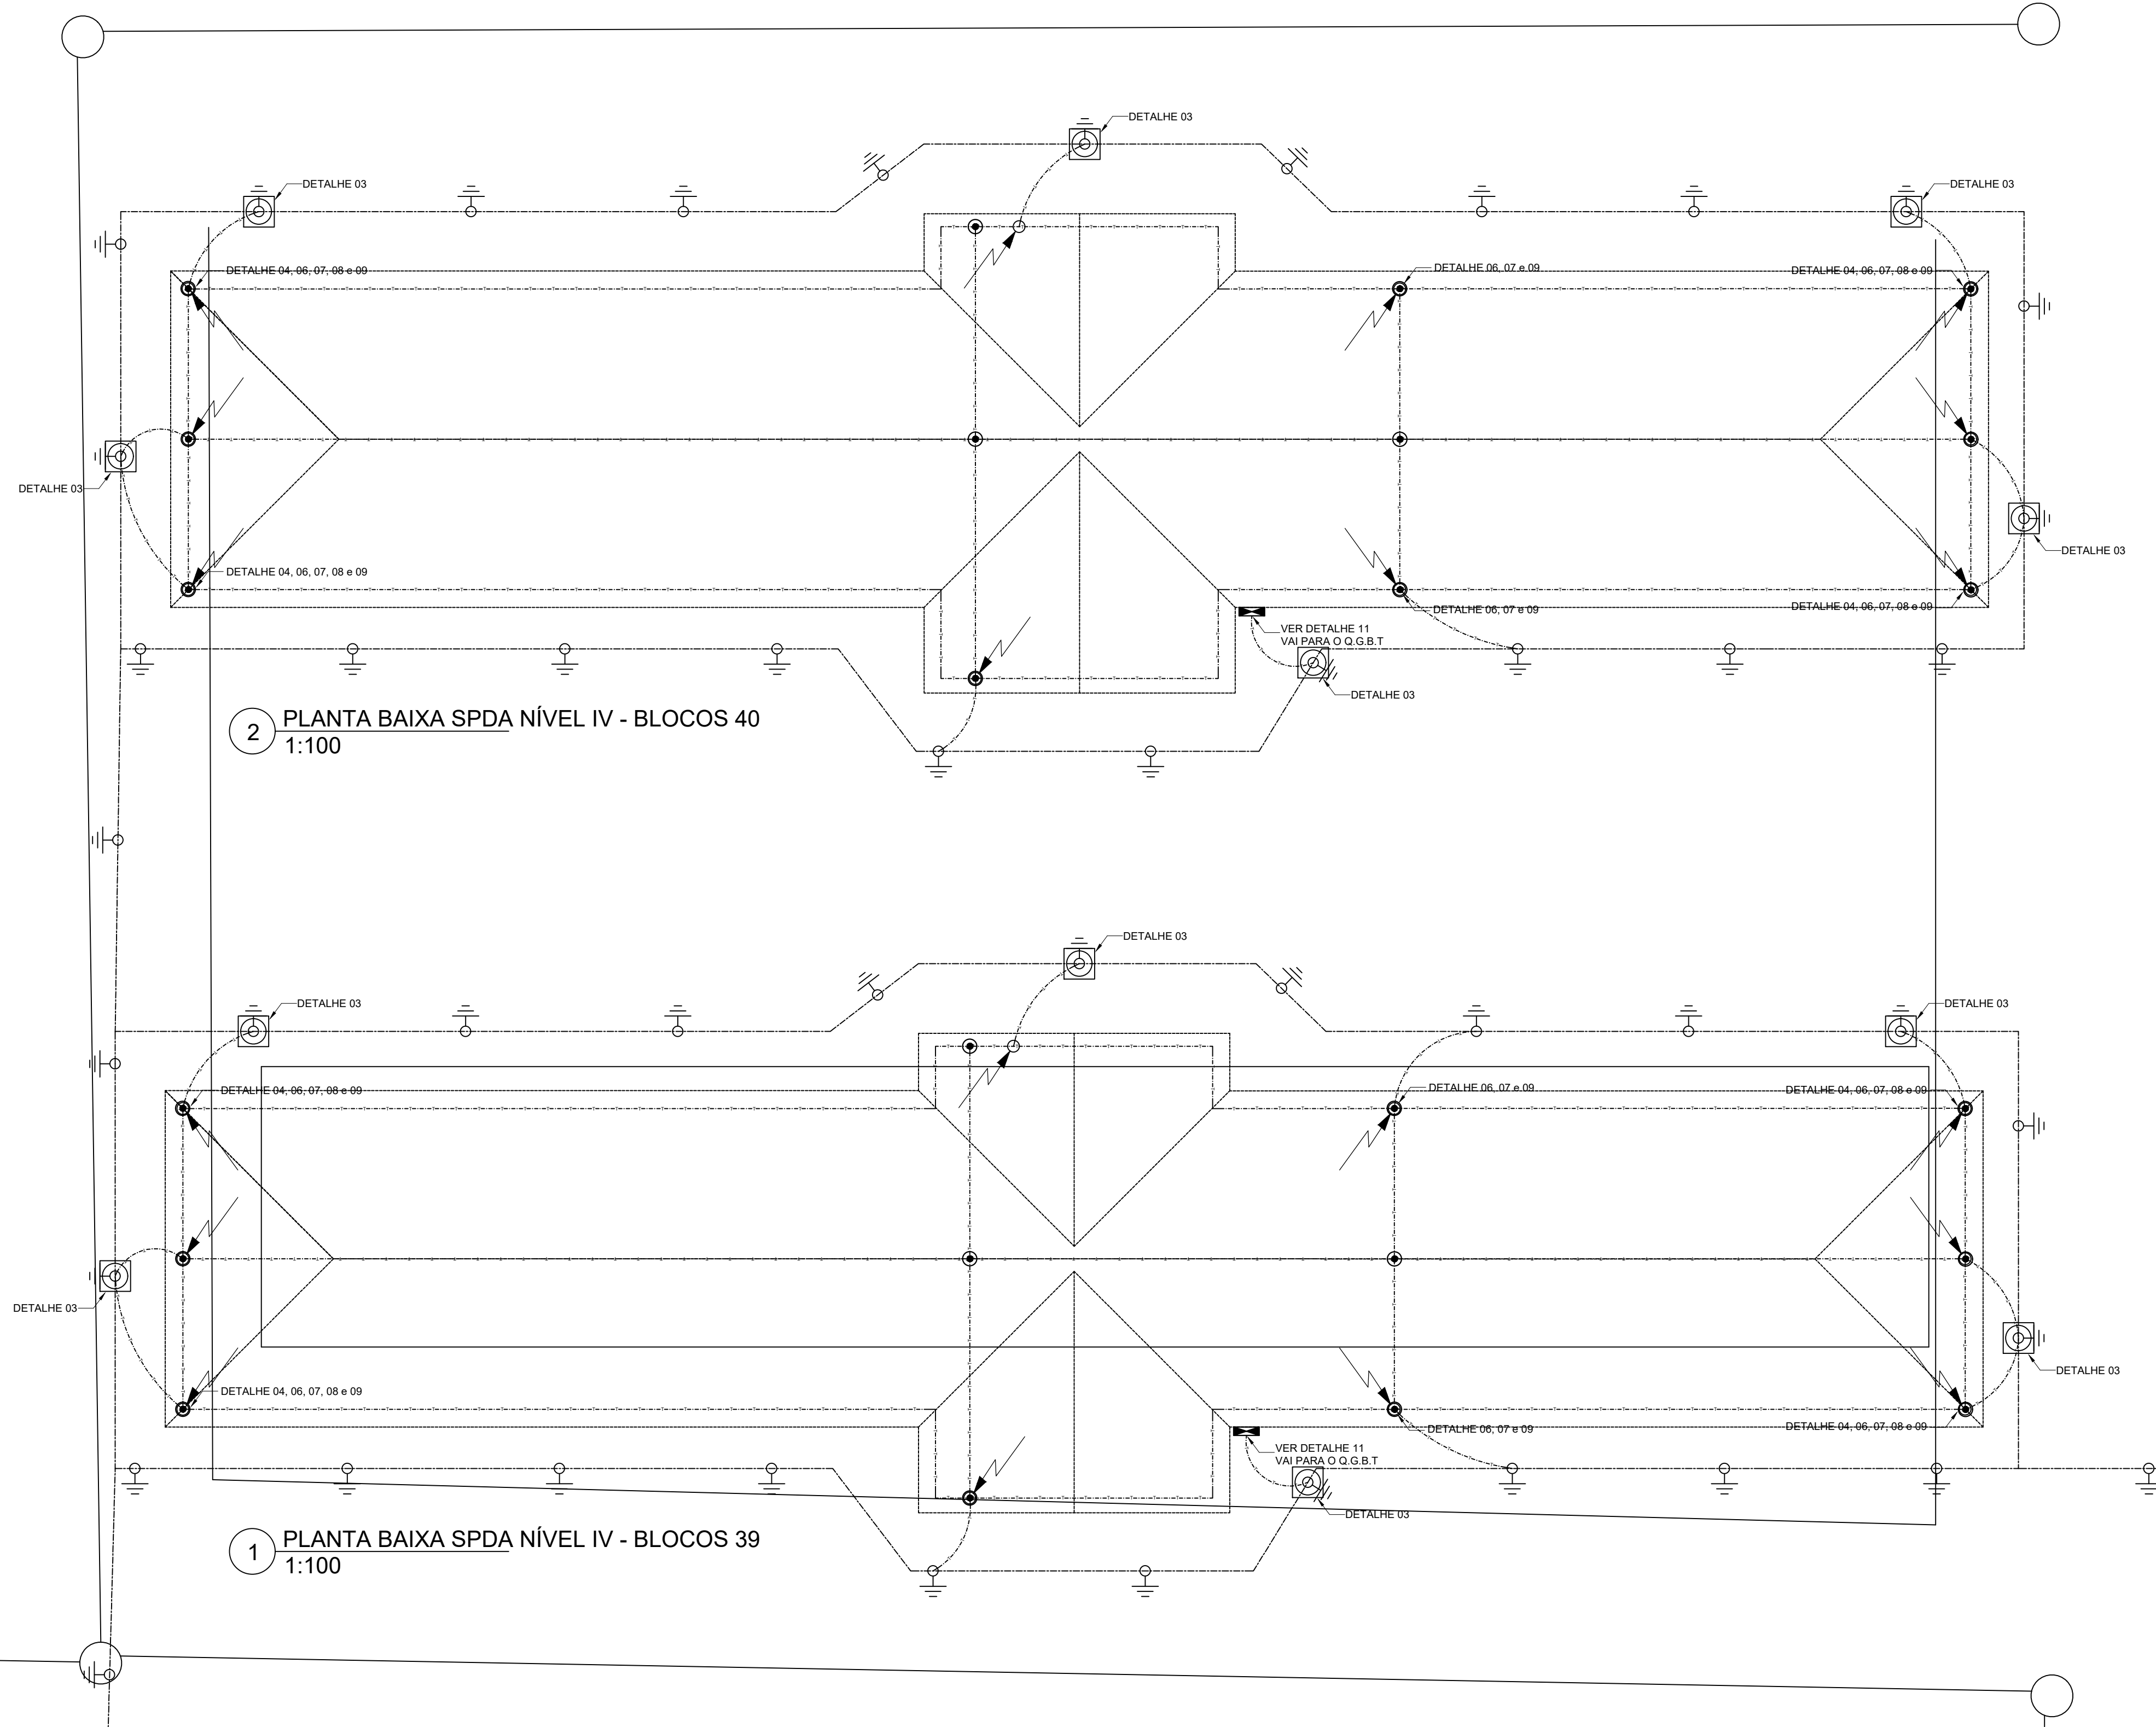 DETALHE 03
DETALHE 03
DETALHE 03
DETALHE 04, 06, 07, 08 e 09
DETALHE 06, 07 e 09
DETALHE 04, 06, 07, 08 e 09
DETALHE 03
DETALHE 03
DETALHE 04, 06, 07, 08 e 09
DETALHE 06, 07 e 09
DETALHE 04, 06, 07, 08 e 09
VER DETALHE 11
VAI PARA O Q.G.B.T
DETALHE 03
2
PLANTA BAIXA SPDA NÍVEL IV - BLOCOS 40
1:100
DETALHE 03
DETALHE 03
DETALHE 03
DETALHE 04, 06, 07, 08 e 09
DETALHE 06, 07 e 09
DETALHE 04, 06, 07, 08 e 09
DETALHE 03
DETALHE 03
DETALHE 04, 06, 07, 08 e 09
DETALHE 06, 07 e 09
DETALHE 04, 06, 07, 08 e 09
VER DETALHE 11
VAI PARA O Q.G.B.T
DETALHE 03
1
PLANTA BAIXA SPDA NÍVEL IV - BLOCOS 39
1:100